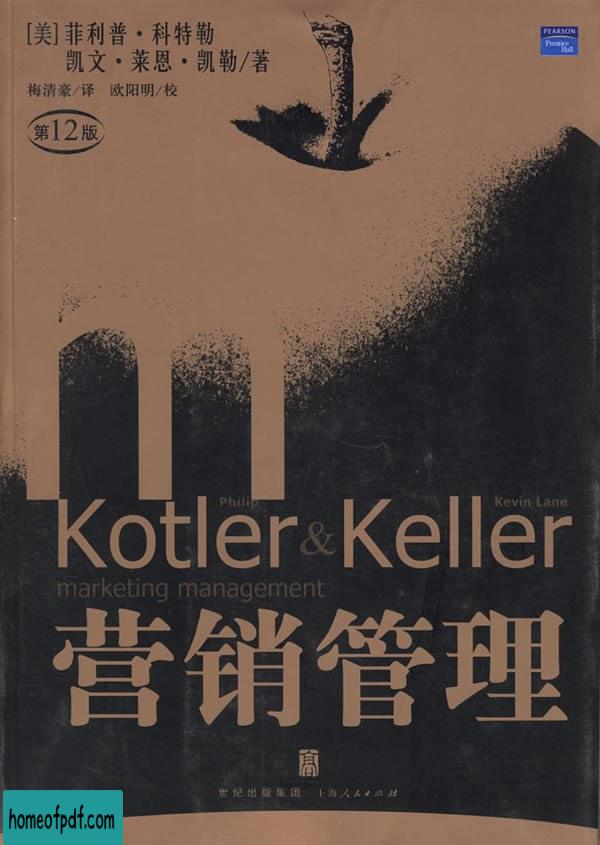 [美]菲利普·科特勒
凯文·莱恩·凯勒/著
梅清豪/译 欧阳明/校
第12版
PEARSON
Prentice
Hall
Philip
Kevin Lane
Kotler & Keller
marketing management
营销管理
世纪出版集团 上海人民出版社
homeofpdf.com